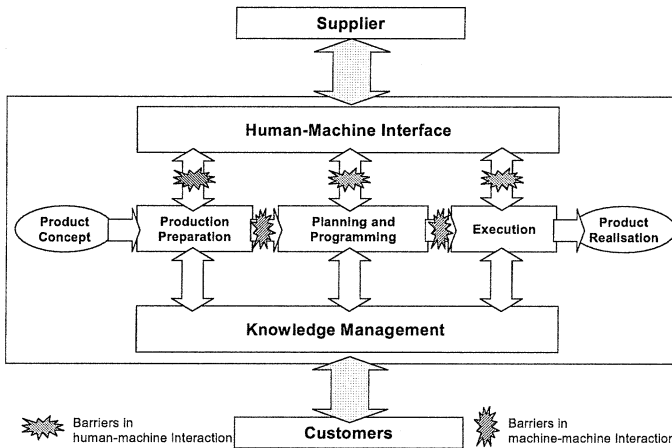 Supplier
Human-Machine Interface
Product
Concept
Production
Preparation
Planning and
Programming
Execution
Product
Realisation
Knowledge Management
Customers
Barriers in
human-machine Interaction
Barriers in
machine-machine Interaction